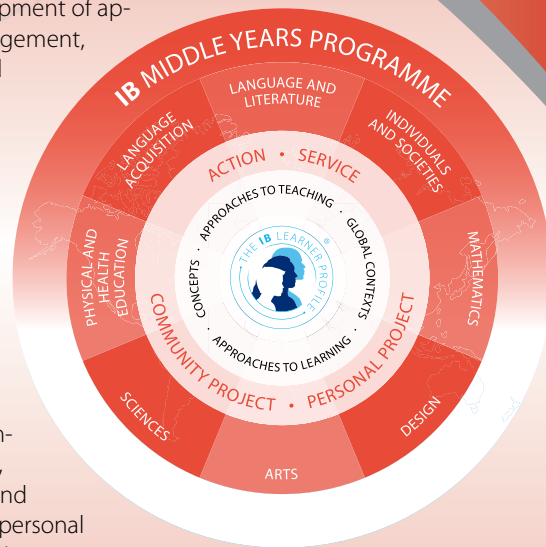 pment of ap-
gement,
IB MIDDLE YEARS PROGRAMME
LANGUAGE AND
LITERATURE
INDIVIDUALS
AND SOCIETIES
MATHEMATICS
DESIGN
ARTS
SCIENCES
PHYSICAL AND
HEALTH
EDUCATION
LANGUAGE
ACQUISITION
ACTION • SERVICE
PERSONAL PROJECT
•
COMMUNITY PROJECT
APPROACHES TO TEACHING
·
GLOBAL CONTEXTS
·
APPROACHES TO LEARNING
·
CONCEPTS
·
THE IB LEARNER PROFILE
®
n-
nd
personal